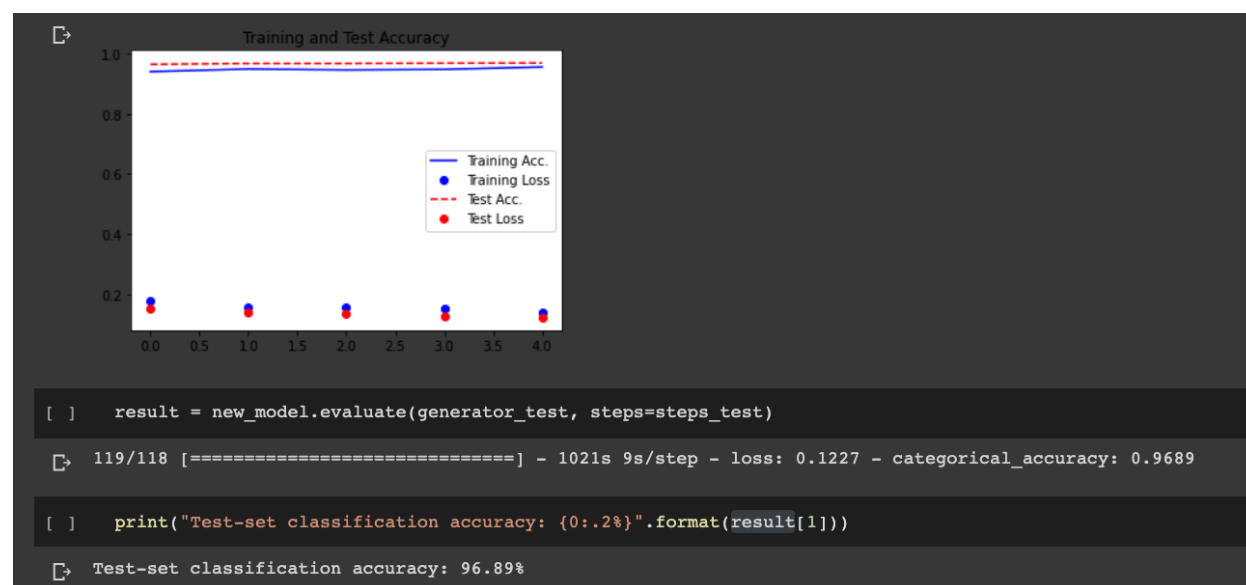 Training and Test Accuracy
1.0
0.8
0.6
0.4
0.2
Training Acc.
Training Loss
Test Acc.
Test Loss
0.0 0.5 1.0 1.5 2.0 2.5 3.0 3.5 4.0
[ ] result = new_model.evaluate(generator_test, steps=steps_test)
119/118 [==============================] - 1021s 9s/step - loss: 0.1227 - categorical_accuracy: 0.9689
[ ] print("Test-set classification accuracy: {0:.2%}".format(result[1]))
Test-set classification accuracy: 96.89%